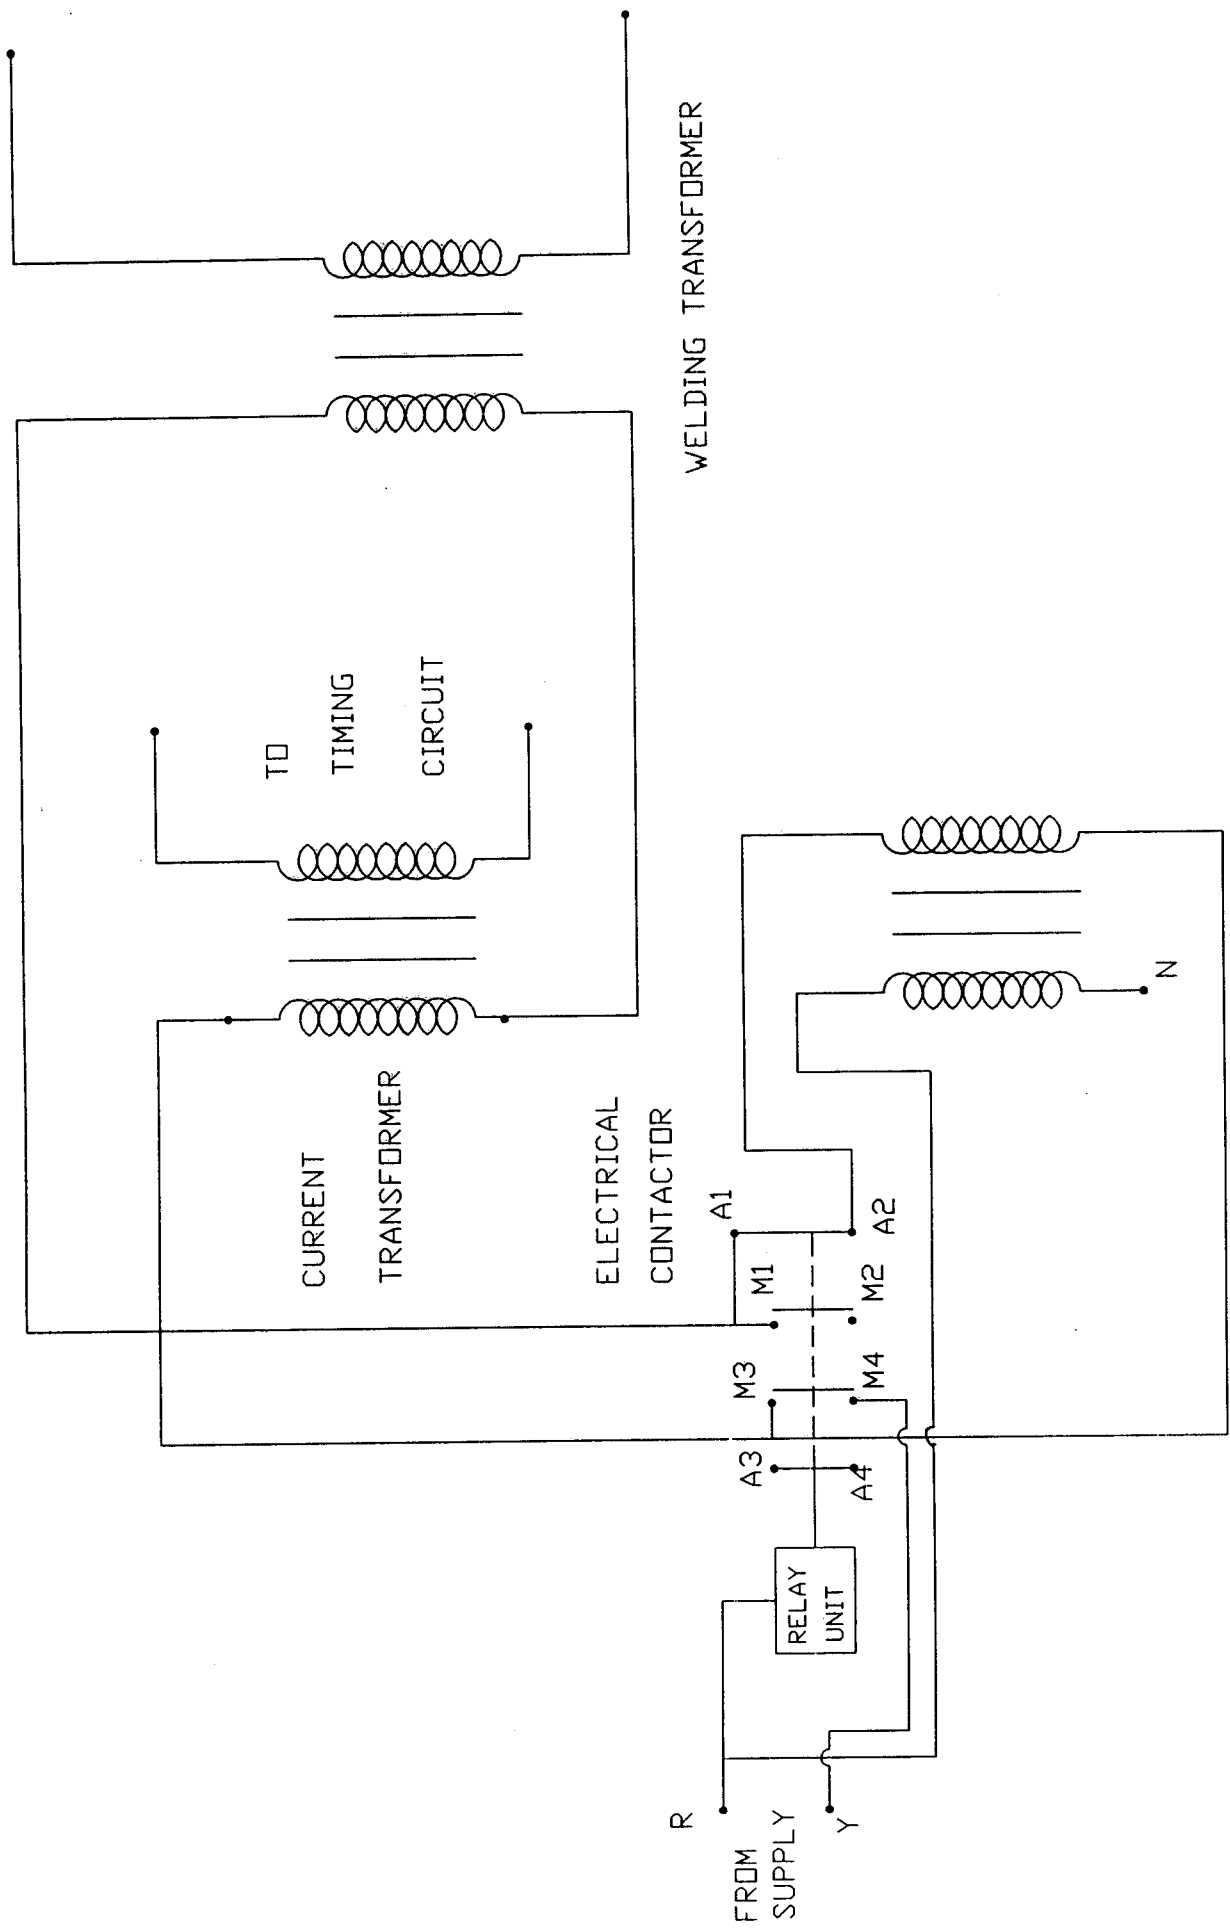 WELDING TRANSFORMER
TO
TIMING
CIRCUIT
CURRENT
TRANSFORMER
ELECTRICAL
CONTACTOR
N
A1
A2
M1
M2
M3
M4
A3
A4
RELAY
UNIT
R
FROM
SUPPLY
Y